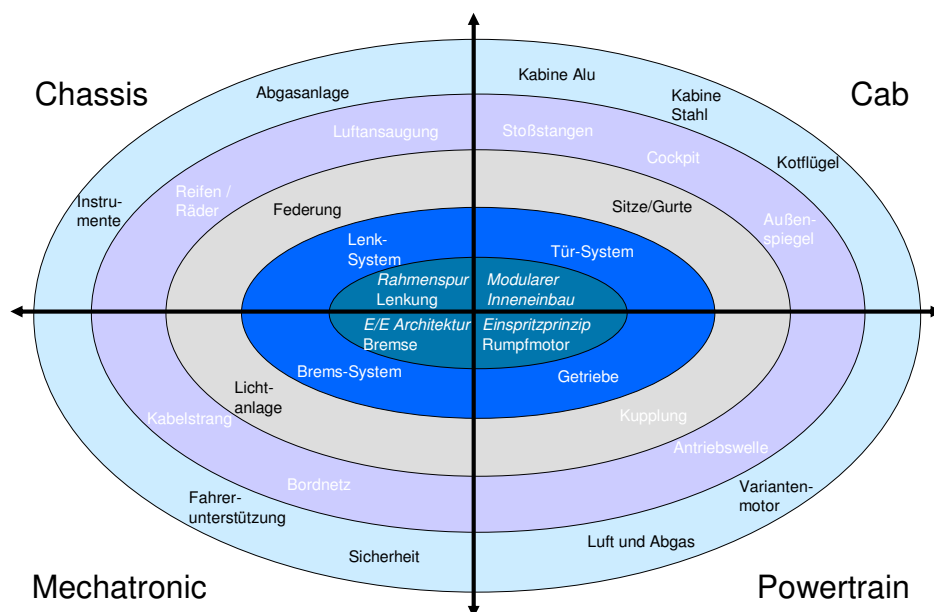 Chassis
Cab
Abgasanlage
Kabine Alu
Kabine
Stahl
Luftansaugung
Stoßstangen
Cockpit
Kotflügel
Instru-
mente
Reifen /
Räder
Federung
Sitze/Gurte
Außen-
spiegel
Lenk-
System
Tür-System
Rahmenspur
Lenkung
Modularer
Inneneinbau
E/E Architektur
Bremse
Einspritzprinzip
Rumpfmotor
Brems-System
Getriebe
Licht-
anlage
Kupplung
Kabelstrang
Antriebswelle
Bordnetz
Fahrer-
unterstützung
Varianten-
motor
Sicherheit
Luft und Abgas
Mechatronic
Powertrain